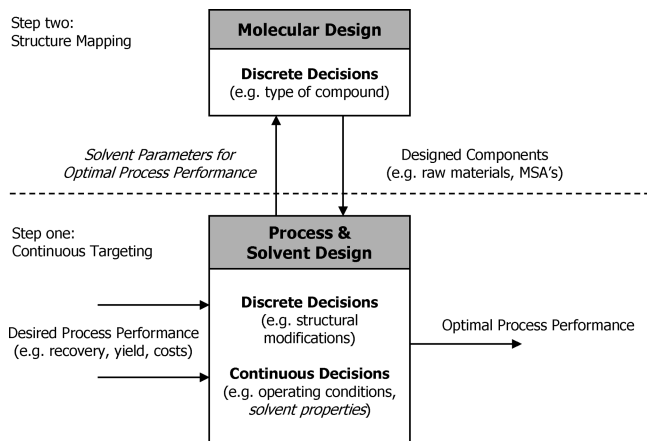 Step two:
Structure Mapping
Molecular Design
Discrete Decisions
(e.g. type of compound)
Solvent Parameters for
Optimal Process Performance
Designed Components
(e.g. raw materials, MSA's)
Step one:
Continuous Targeting
Process &
Solvent Design
Discrete Decisions
(e.g. structural
modifications)
Desired Process Performance
(e.g. recovery, yield, costs)
Optimal Process Performance
Continuous Decisions
(e.g. operating conditions,
solvent properties)